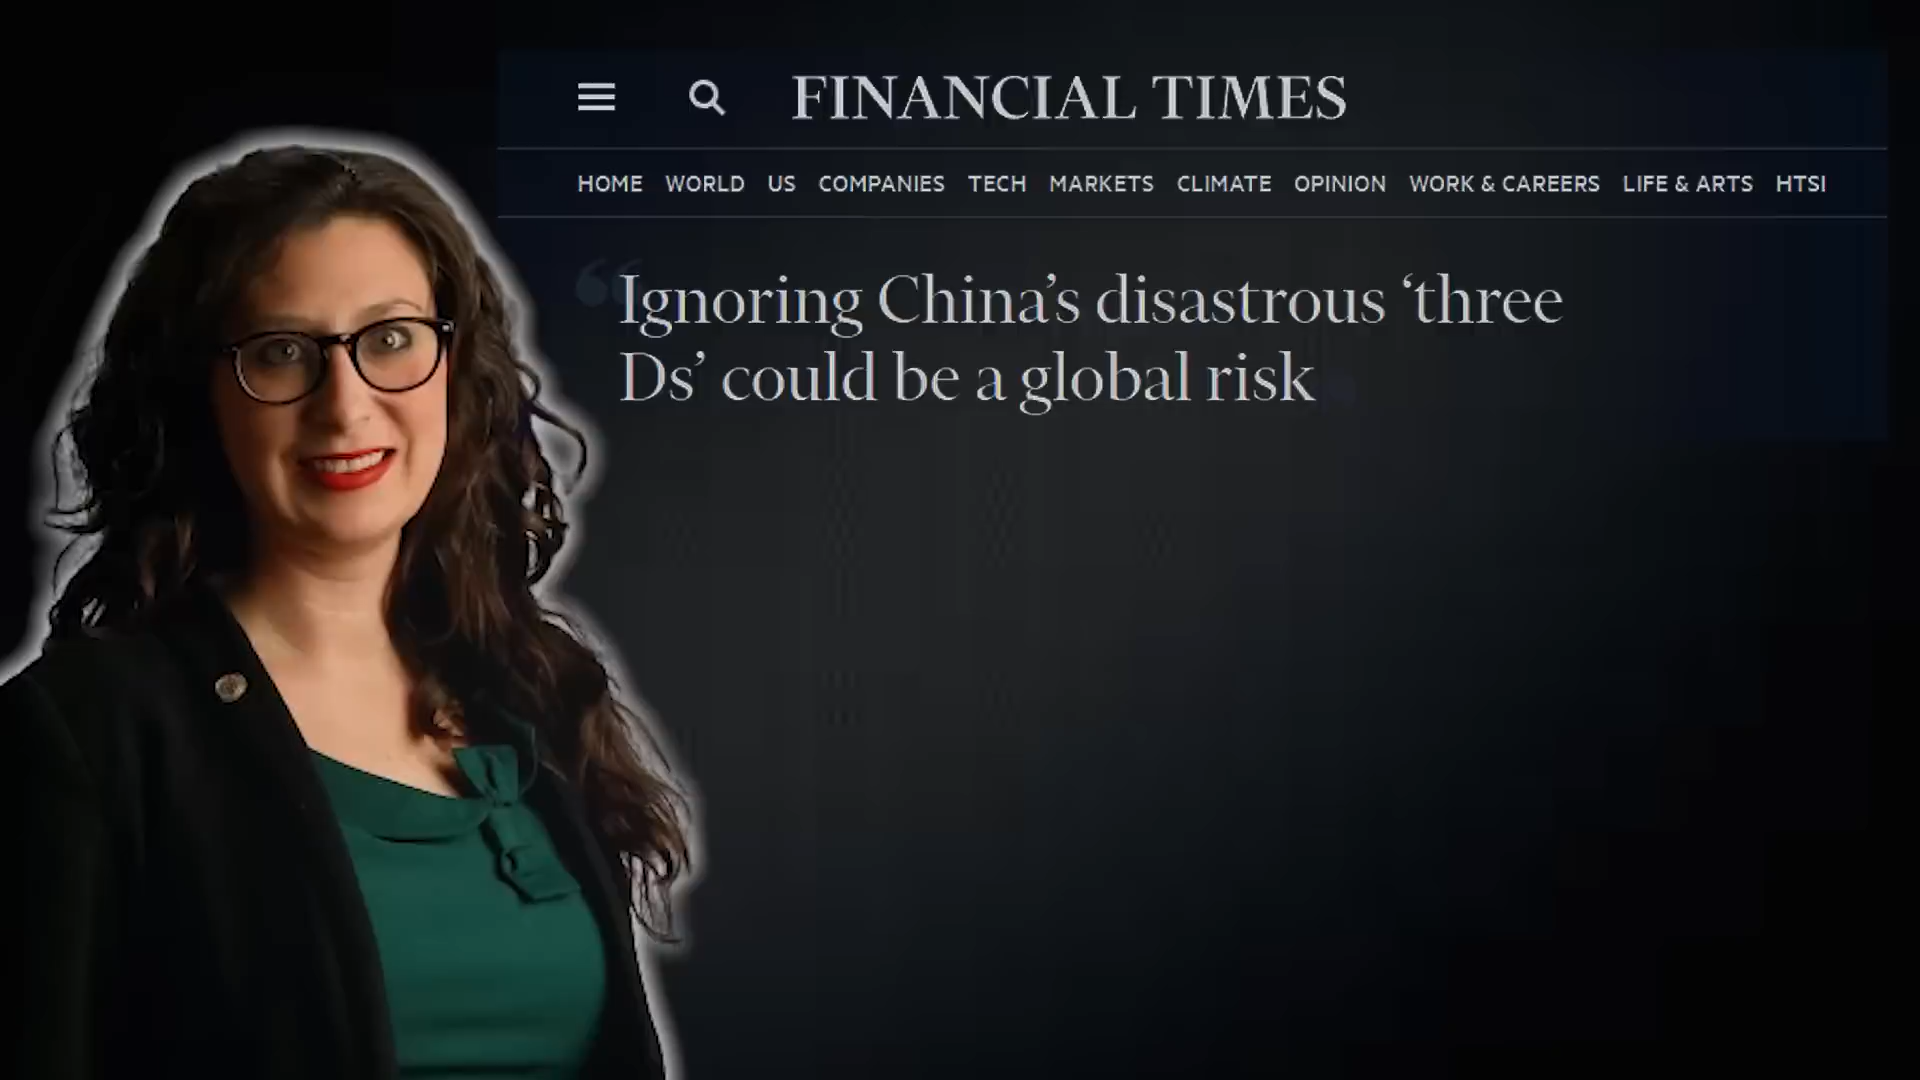 FINANCIAL TIMES
HOME WORLD US COMPANIES TECH MARKETS CLIMATE OPINION WORK & CAREERS LIFE & ARTS HTSI
“Ignoring China’s disastrous ‘three
Ds’ could be a global risk